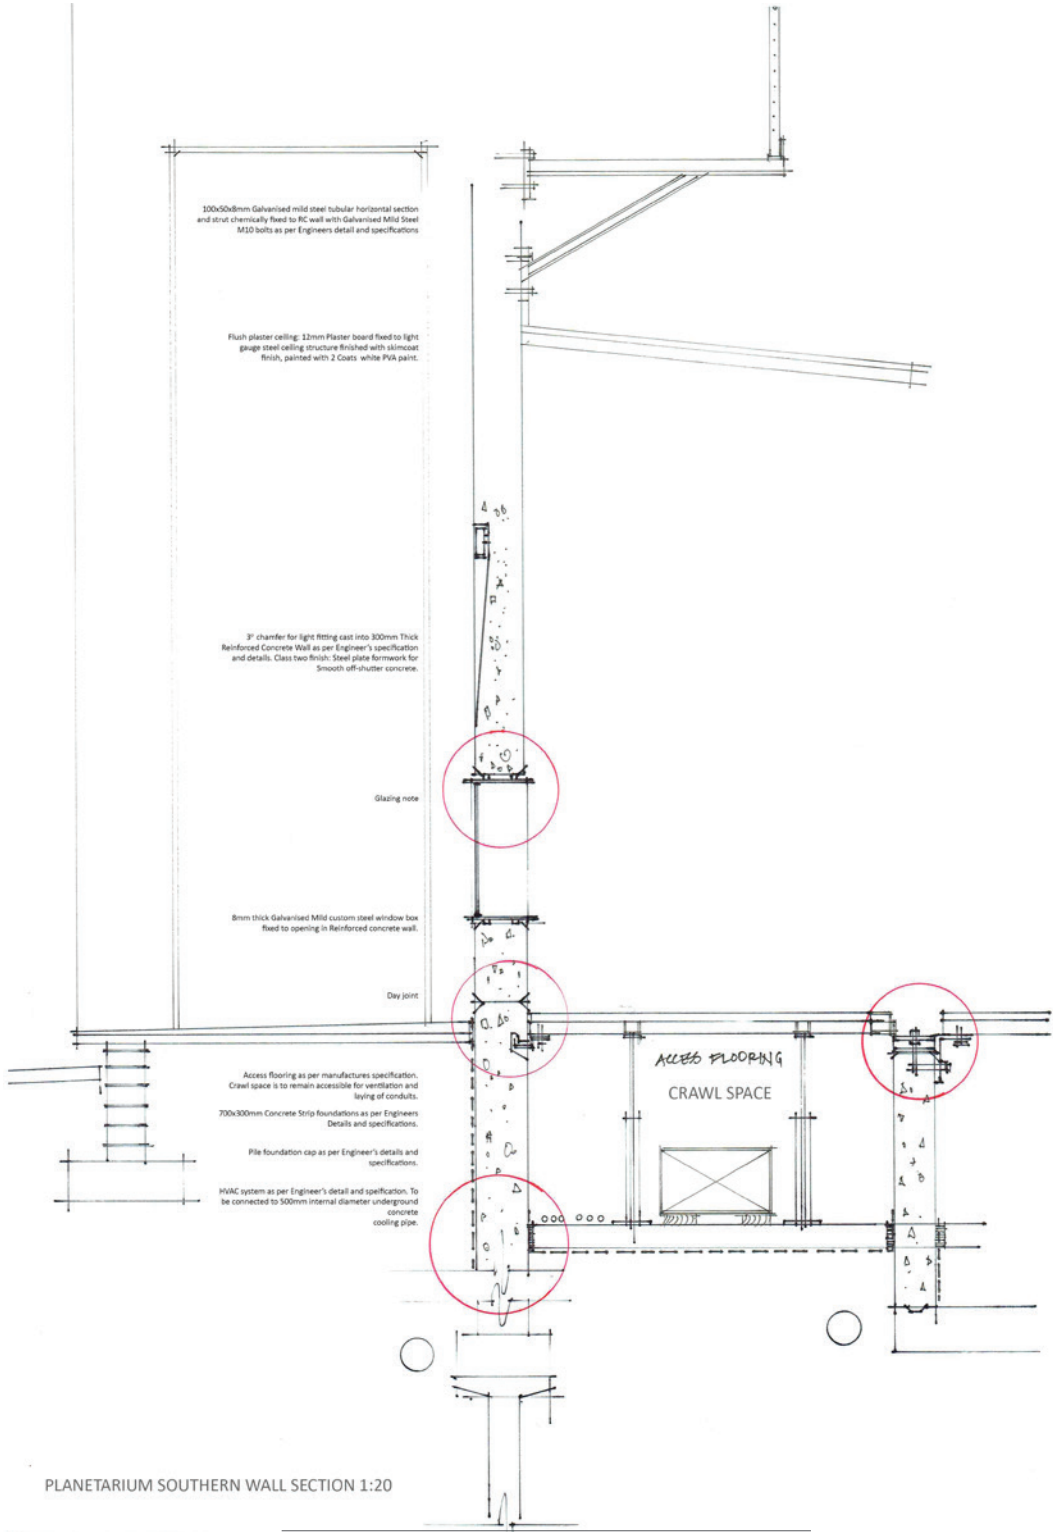 100x50x8mm Galvanised mild steel tubular horizontal section
and strut chemically fixed to RC wall with Galvanised Mild Steel
M10 bolts as per Engineers detail and specifications
Flush plaster ceiling: 12mm Plaster board fixed to light
gauge steel ceiling structure finished with skimcoat
finish, painted with 2 Coats white PVA paint.
3° chamfer for light fitting cast into 300mm Thick
Reinforced Concrete Wall as per Engineer's specification
and details. Class two finish: Steel plate formwork for
Smooth off-shutter concrete.
Glazing note
8mm thick Galvanised Mild custom steel window box
fixed to opening in Reinforced concrete wall.
Day joint
Access flooring as per manufactures specification.
Crawl space is to remain accessible for ventilation and
laying of conduits.
700x300mm Concrete Strip foundations as per Engineers
Details and specifications.
Pile foundation cap as per Engineer's details and
specifications.
HVAC system as per Engineer's detail and speification. To
be connected to 500mm internal diameter underground
concrete
cooling pipe.
ACCES FLOORING
CRAWL SPACE
PLANETARIUM SOUTHERN WALL SECTION 1:20